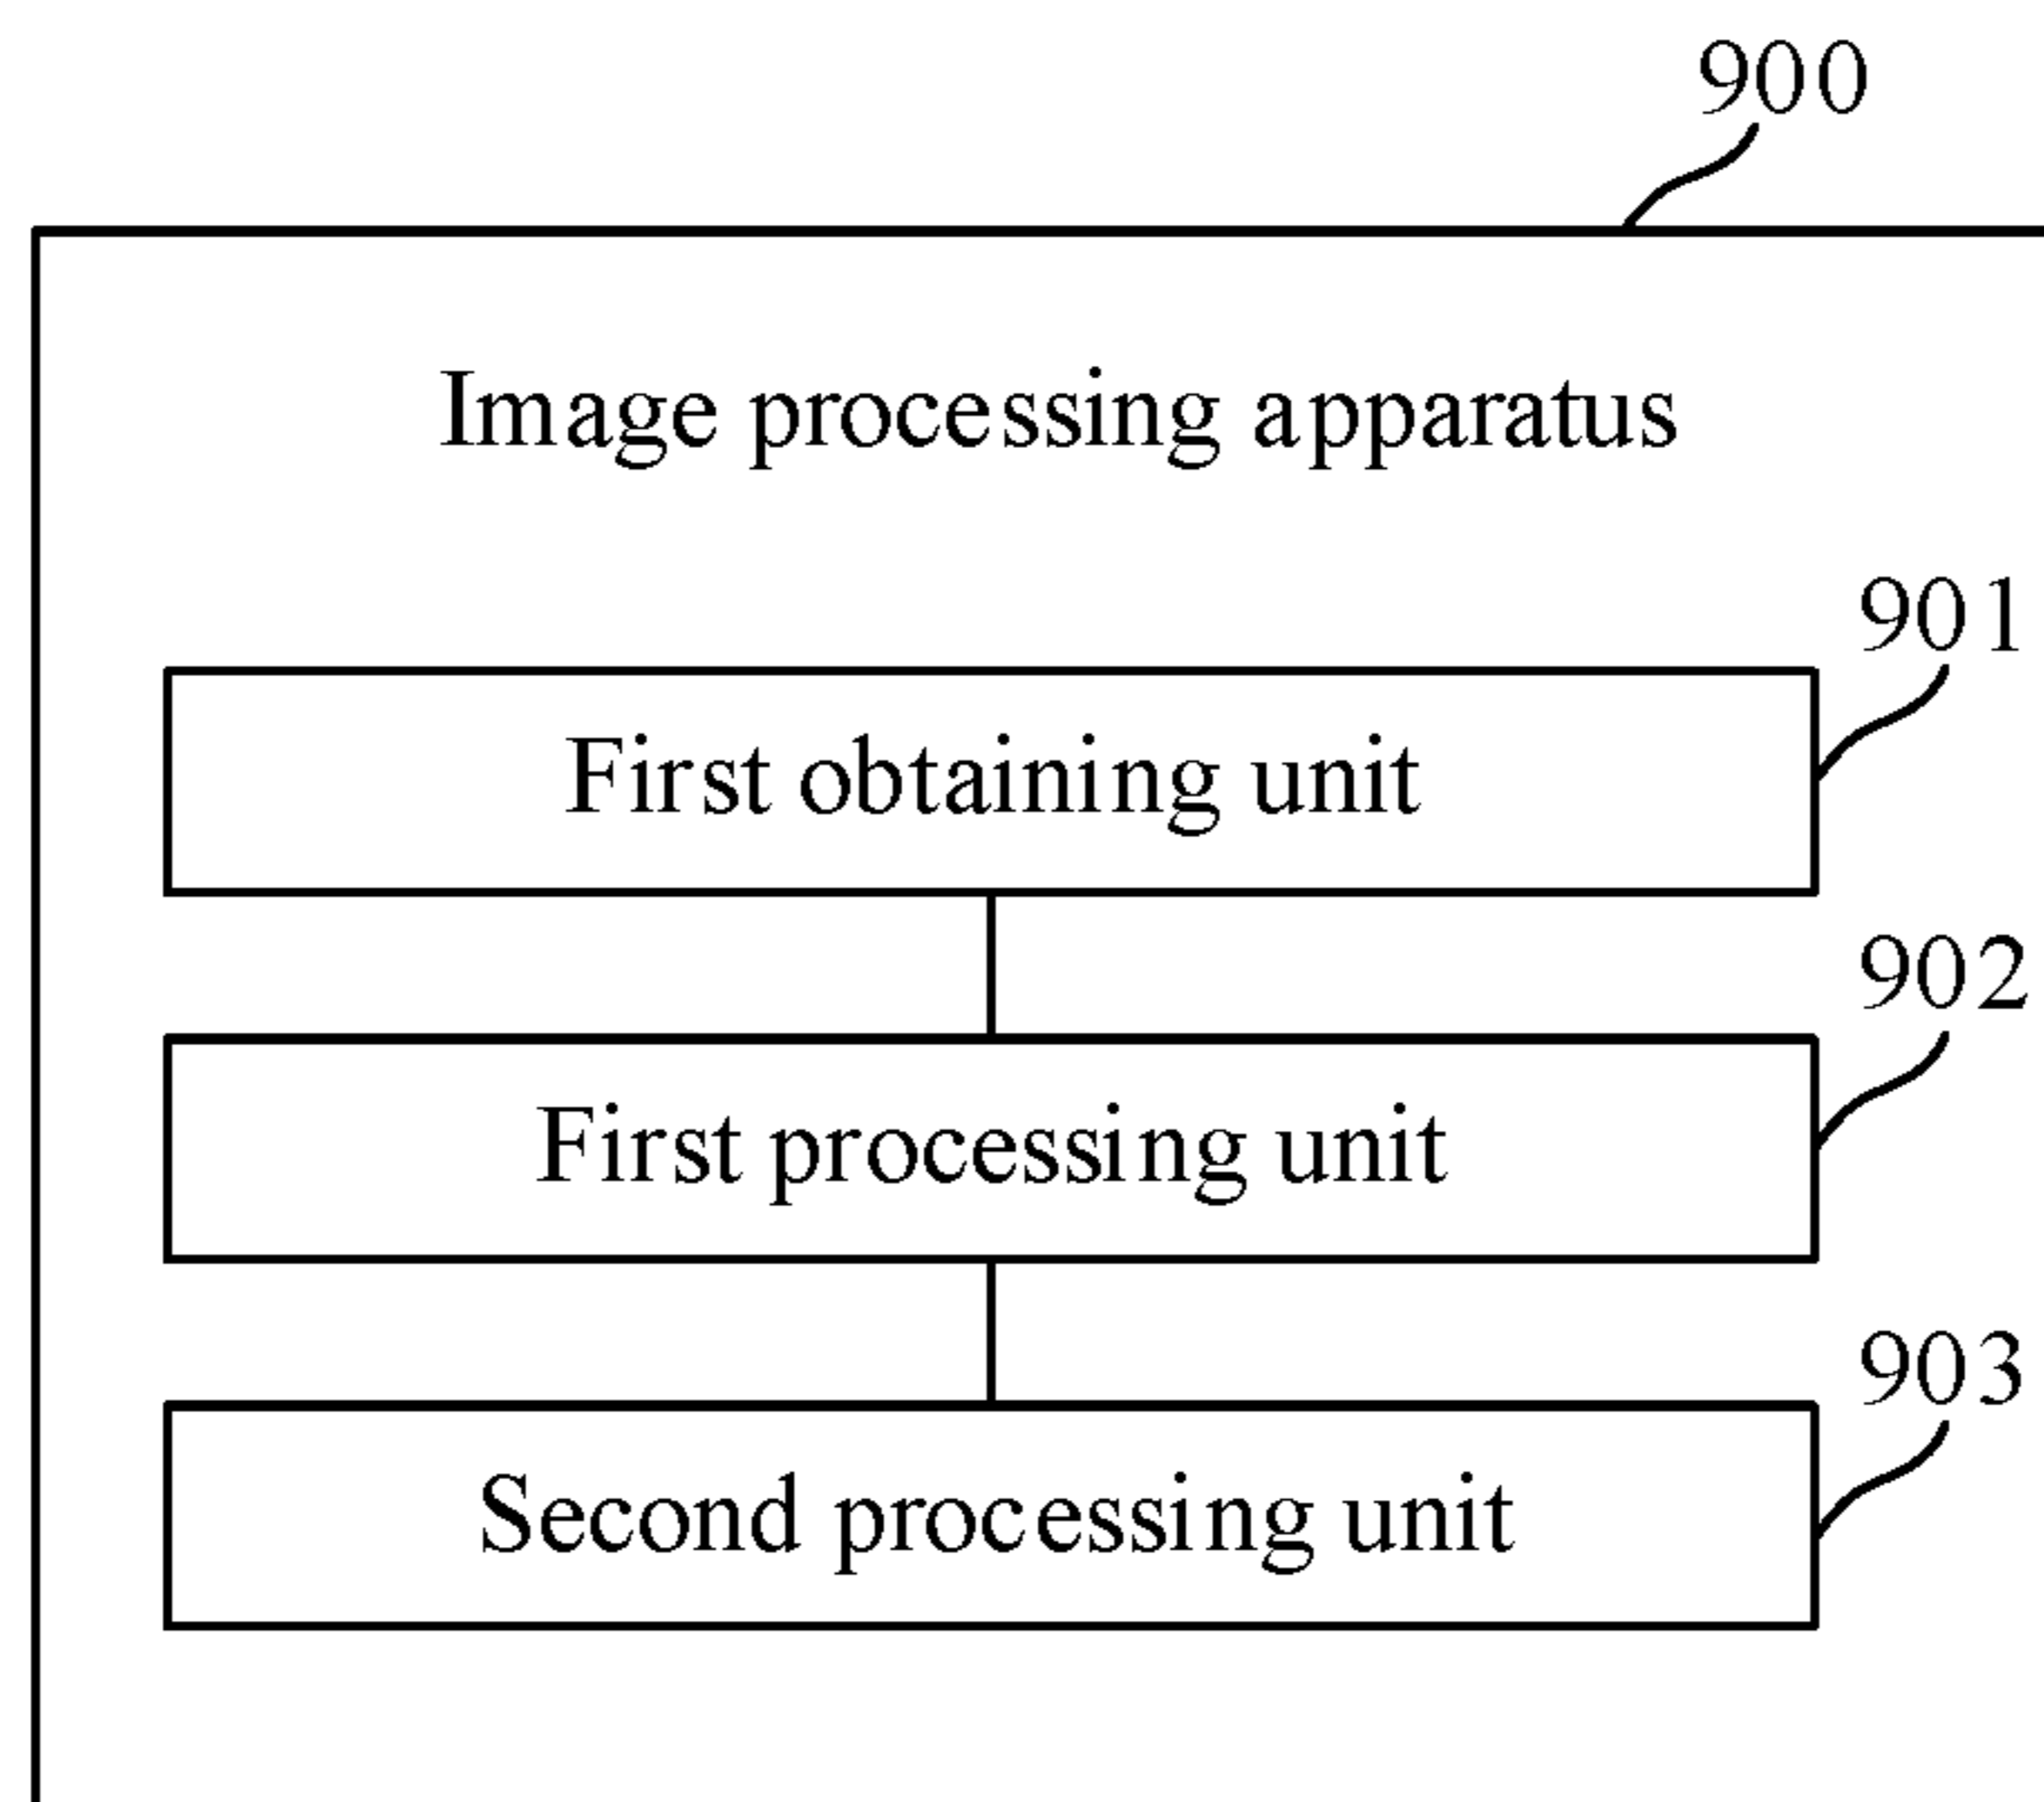 900
Image processing apparatus
901
First obtaining unit
902
First processing unit
903
Second processing unit